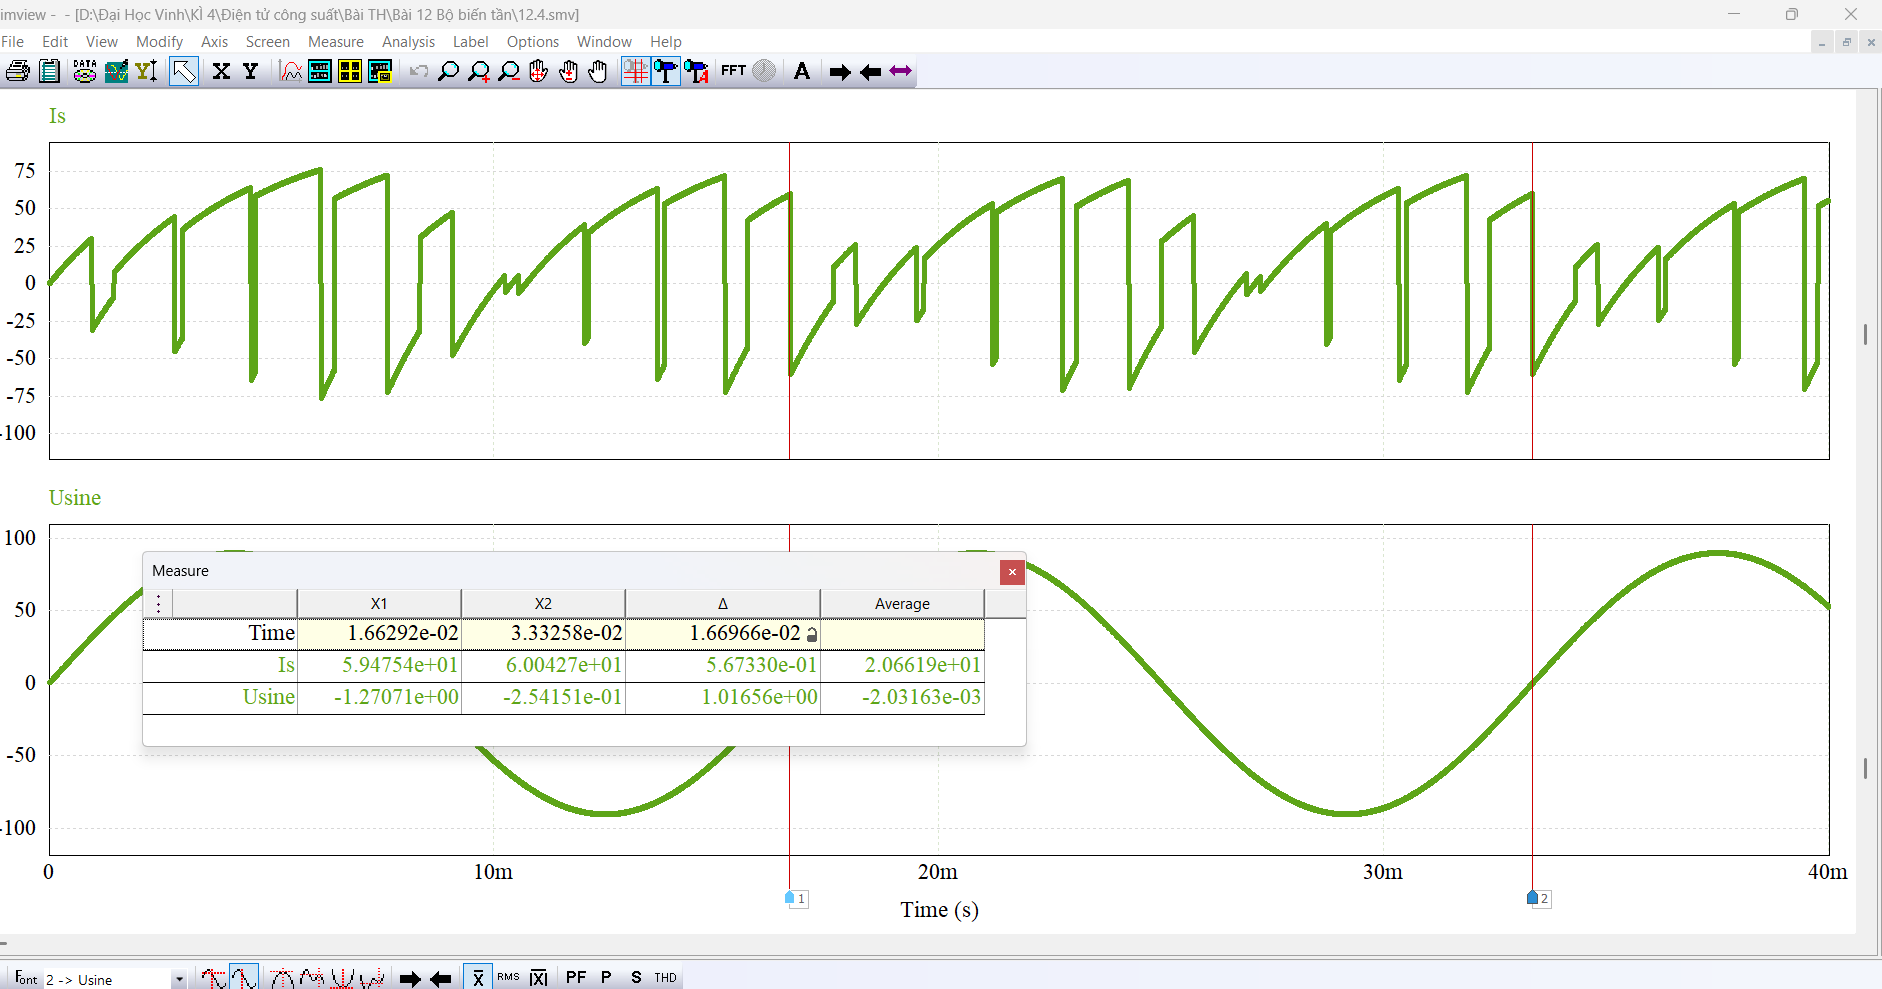 imview - - [D:\Đại Học Vinh\KÌ 4\Điện tử công suất\Bài TH\Bài 12 Bộ biến tần\12.4.smv]
File Edit View Modify Axis Screen Measure Analysis Label Options Window Help
DATA X Y FFT A
Is
75
50
25
0
-25
-50
-75
-100
Usine
100
50
0
-50
-100
Measure
X1 X2 Δ Average
Time 1.66292e-02 3.33258e-02 1.66966e-02
Is 5.94754e+01 6.00427e+01 5.67330e-01 2.06619e+01
Usine -1.27071e+00 -2.54151e-01 1.01656e+00 -2.03163e-03
0 10m 20m 30m 40m
1 2
Time (s)
Font 2 -> Usine x̄ RMS |X| PF P S THD